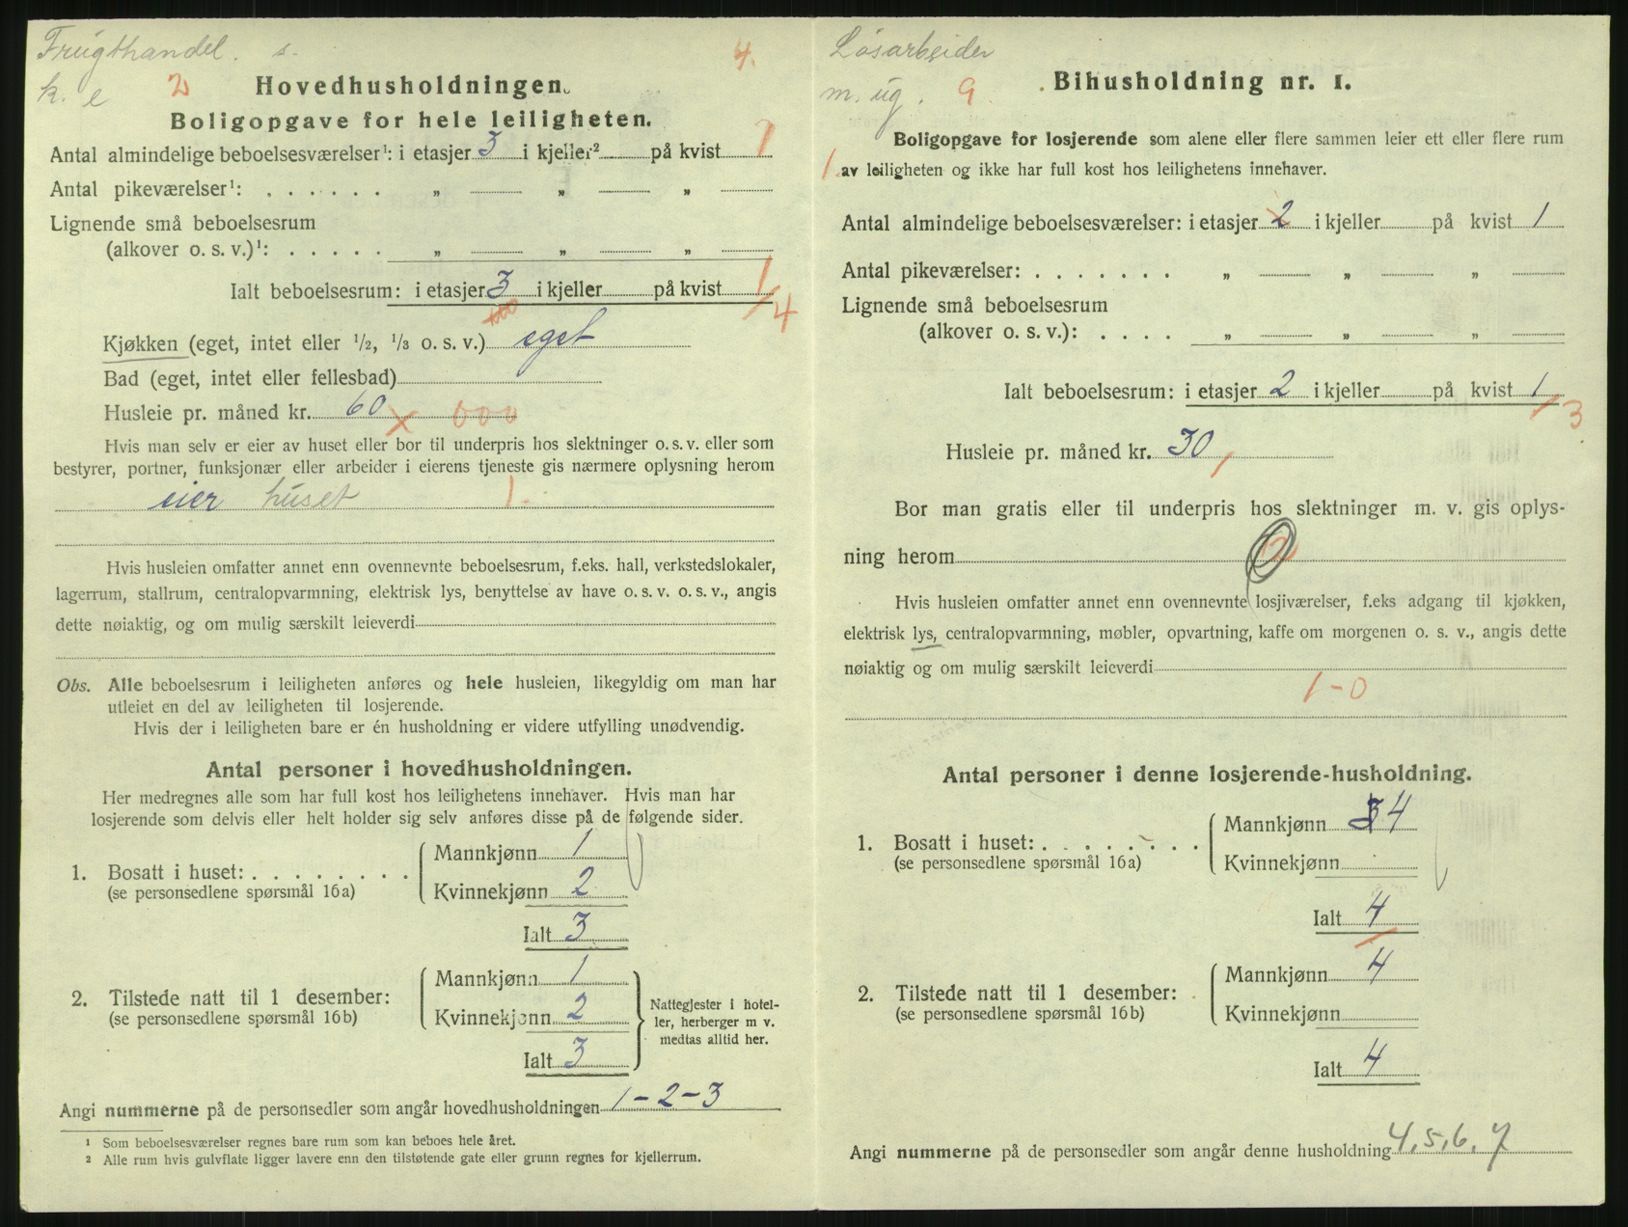 Frugthandel. s.
k. e 2 4.
Hovedhusholdningen.
Boligopgave for hele leiligheten.
Antal almindelige beboelsesværelser¹: i etasjer 3 i kjeller² på kvist 1
Antal pikeværelser¹: . . . . . . „ „ „
Lignende små beboelsesrum
(alkover o. s. v.)¹: . . . . . „ „ „
Ialt beboelsesrum: i etasjer 3 i kjeller på kvist 1
/4
Kjøkken (eget, intet eller 1/2, 1/3 o. s. v.) eget
Bad (eget, intet eller fellesbad)
Husleie pr. måned kr. 60 x 000
Hvis man selv er eier av huset eller bor til underpris hos slektninger o. s. v. eller som
bestyrer, portner, funksjonær eller arbeider i eierens tjeneste gis nærmere oplysning herom
eier huset 1.
Hvis husleien omfatter annet enn ovennevnte beboelsesrum, f.eks. hall, verkstedslokaler,
lagerrum, stallrum, centralopvarmning, elektrisk lys, benyttelse av have o. s. v. o. s. v., angis
dette nøiaktig, og om mulig særskilt leieverdi
Obs. Alle beboelsesrum i leiligheten anføres og hele husleien, likegyldig om man har
utleiet en del av leiligheten til losjerende.
Hvis der i leiligheten bare er én husholdning er videre utfylling unødvendig.
Antal personer i hovedhusholdningen.
Her medregnes alle som har full kost hos leilighetens innehaver. Hvis man har
losjerende som delvis eller helt holder sig selv anføres disse på de følgende sider.
Mannkjønn 1
1. Bosatt i huset: . . . . . . . .
(se personsedlene spørsmål 16a)
Kvinnekjønn 2
Ialt 3
Mannkjønn 1
2. Tilstede natt til 1 desember:
(se personsedlene spørsmål 16b)
Kvinnekjønn 2
Ialt 3
Nattegjester i hotel-
ler, herberger m v.
medtas alltid her.
Angi nummerne på de personsedler som angår hovedhusholdningen 1-2-3
¹ Som beboelsesværelser regnes bare rum som kan beboes hele året.
² Alle rum hvis gulvflate ligger lavere enn den tilstøtende gate eller grunn regnes for kjellerrum.
Løsarbeider
m. ug. 9.
Bihusholdning nr. 1.
Boligopgave for losjerende som alene eller flere sammen leier ett eller flere rum
1. av leiligheten og ikke har full kost hos leilighetens innehaver.
Antal almindelige beboelsesværelser: i etasjer 2 i kjeller på kvist 1
Antal pikeværelser: . . . . . . . „ „ „
Lignende små beboelsesrum
(alkover o. s. v.): . . . . „ „ „
Ialt beboelsesrum: i etasjer 2 i kjeller på kvist 1
/3
Husleie pr. måned kr. 30,
Bor man gratis eller til underpris hos slektninger m. v. gis oplys-
ning herom
Hvis husleien omfatter annet enn ovennevnte losjiværelser, f.eks adgang til kjøkken,
elektrisk lys, centralopvarmning, møbler, opvartning, kaffe om morgenen o. s. v., angis dette
nøiaktig og om mulig særskilt leieverdi
1-0
Antal personer i denne losjerende-husholdning.
Mannkjønn 4
1. Bosatt i huset: . . . . . . . .
(se personsedlene spørsmål 16a)
Kvinnekjønn
Ialt 4
Mannkjønn 4
2. Tilstede natt til 1 desember:
(se personsedlene spørsmål 16b)
Kvinnekjønn
Ialt 4
Angi nummerne på de personsedler som angår denne husholdning 4, 5, 6, 7